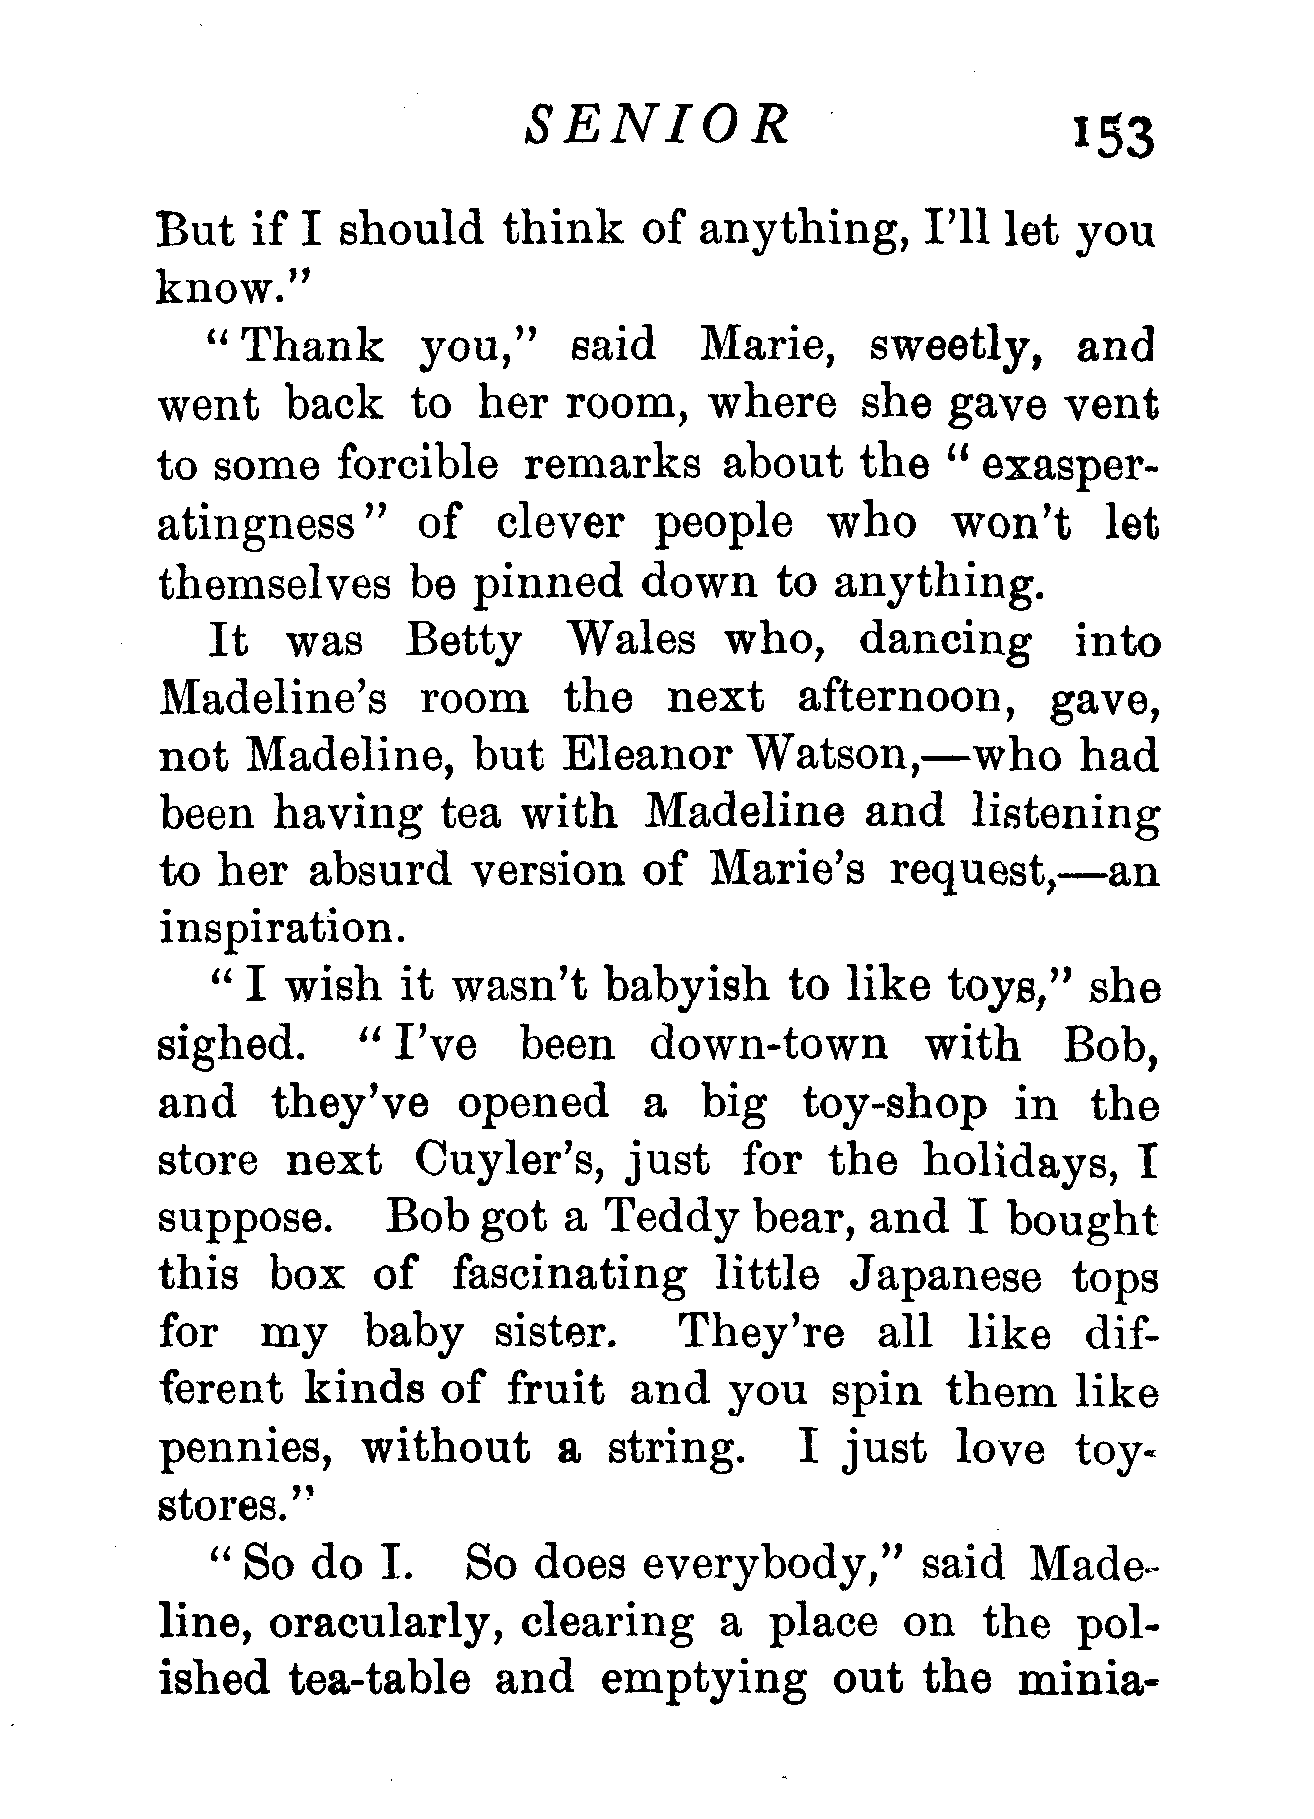 SENIOR 153
But if I should think of anything, I'll let you
know."
" Thank you," said Marie, sweetly, and
went back to her room, where she gave vent
to some forcible remarks about the " exasper-
atingness " of clever people who won't let
themselves be pinned down to anything.
It was Betty Wales who, dancing into
Madeline's room the next afternoon, gave,
not Madeline, but Eleanor Watson,—who had
been having tea with Madeline and listening
to her absurd version of Marie's request,—an
inspiration.
" I wish it wasn't babyish to like toys," she
sighed. " I've been down-town with Bob,
and they've opened a big toy-shop in the
store next Cuyler's, just for the holidays, I
suppose. Bob got a Teddy bear, and I bought
this box of fascinating little Japanese tops
for my baby sister. They're all like dif-
ferent kinds of fruit and you spin them like
pennies, without a string. I just love toy-
stores."
" So do I. So does everybody," said Made-
line, oracularly, clearing a place on the pol-
ished tea-table and emptying out the minia-